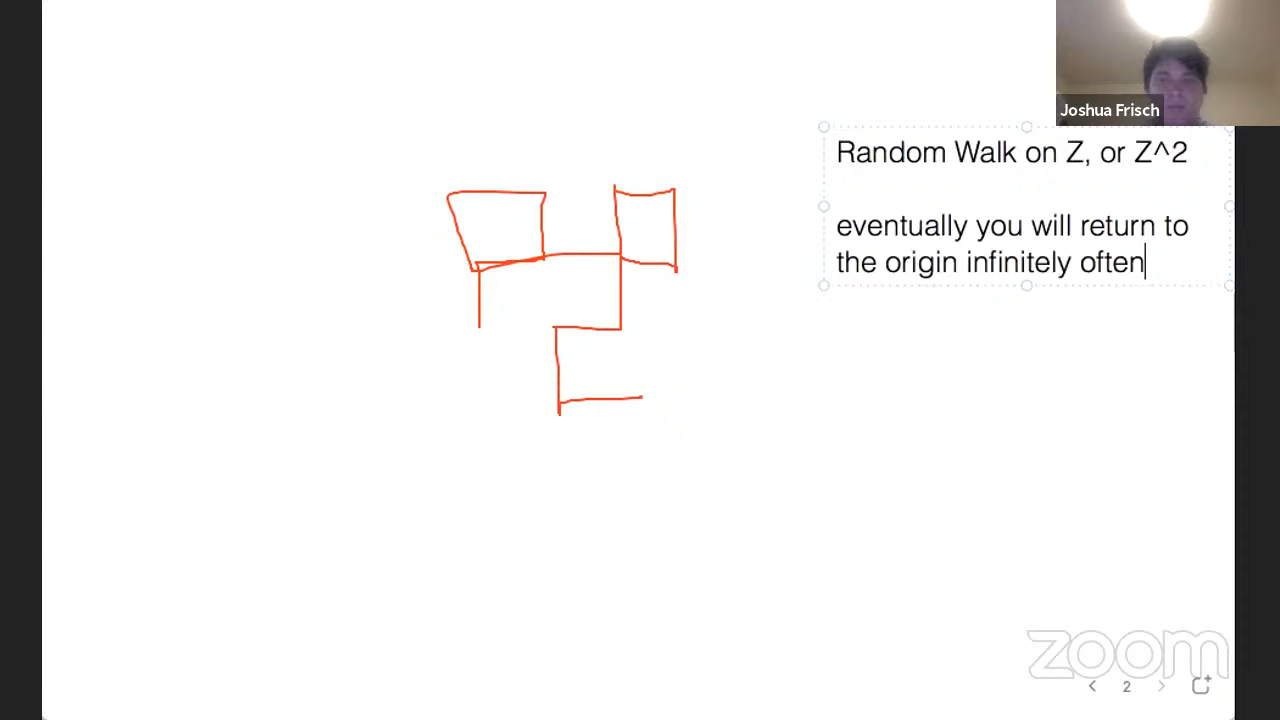 Joshua Frisch
Random Walk on Z, or Z^2
eventually you will return to
the origin infinitely often
zoom
2